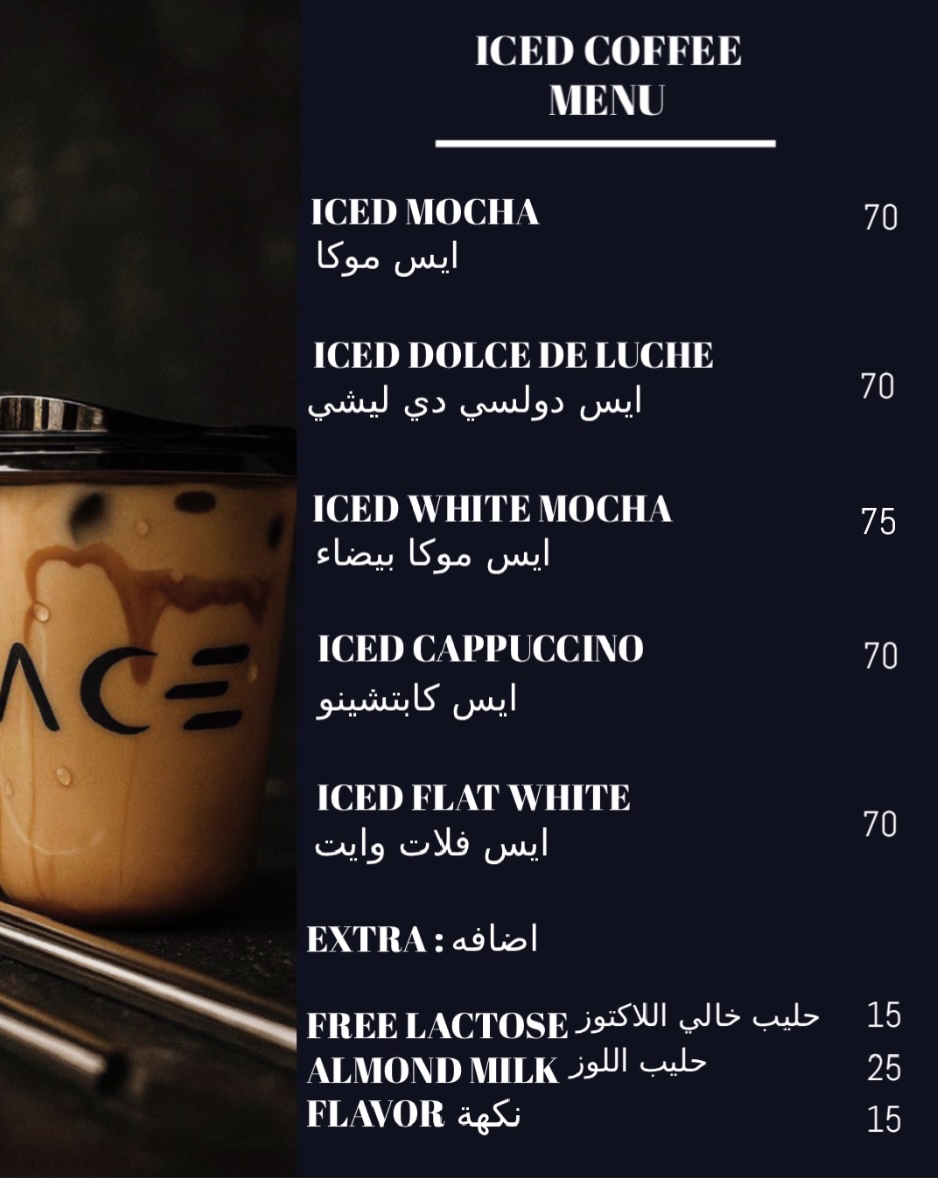 ICED COFFEE
MENU
ICED MOCHA 70
ايس موكا
ICED DOLCE DE LUCHE 70
ايس دولسي دي ليشي
ICED WHITE MOCHA 75
ايس موكا بيضاء
ICED CAPPUCCINO 70
ايس كابتشينو
ICED FLAT WHITE 70
ايس فلات وايت
EXTRA : اضافه
FREE LACTOSE حليب خالي اللاكتوز 15
ALMOND MILK حليب اللوز 25
FLAVOR نكهة 15